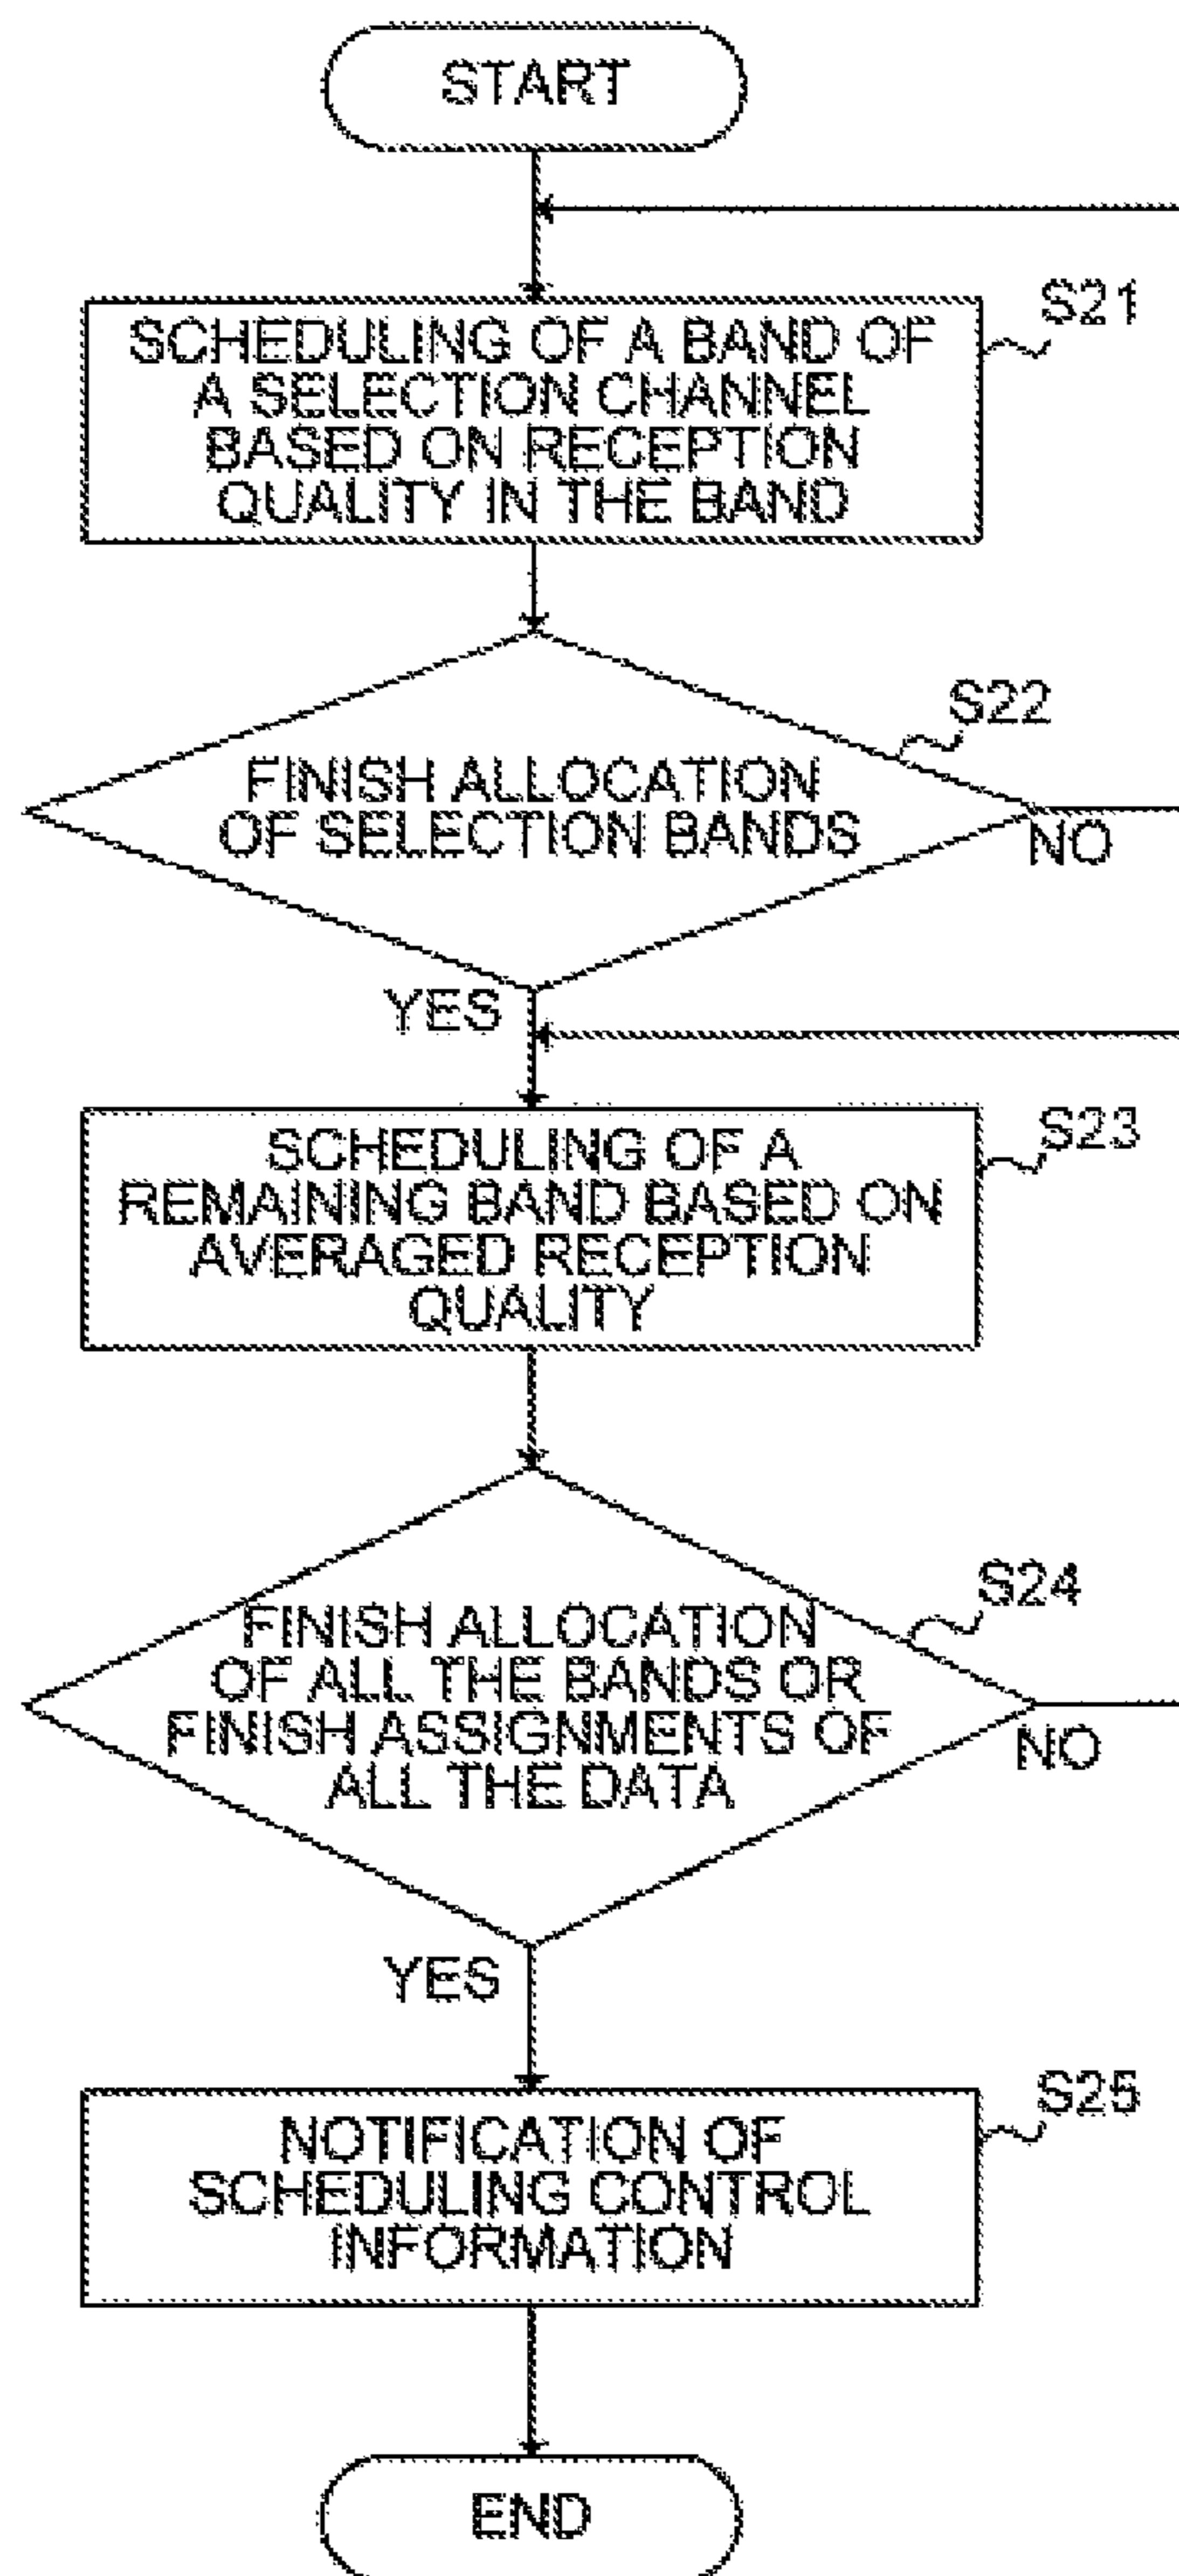 START
S21
SCHEDULING OF A BAND OF
A SELECTION CHANNEL
BASED ON RECEPTION
QUALITY IN THE BAND
S22
FINISH ALLOCATION
OF SELECTION BANDS
NO
YES
S23
SCHEDULING OF A
REMAINING BAND BASED ON
AVERAGED RECEPTION
QUALITY
S24
FINISH ALLOCATION
OF ALL THE BANDS OR
FINISH ASSIGNMENTS OF
ALL THE DATA
NO
YES
S25
NOTIFICATION OF
SCHEDULING CONTROL
INFORMATION
END